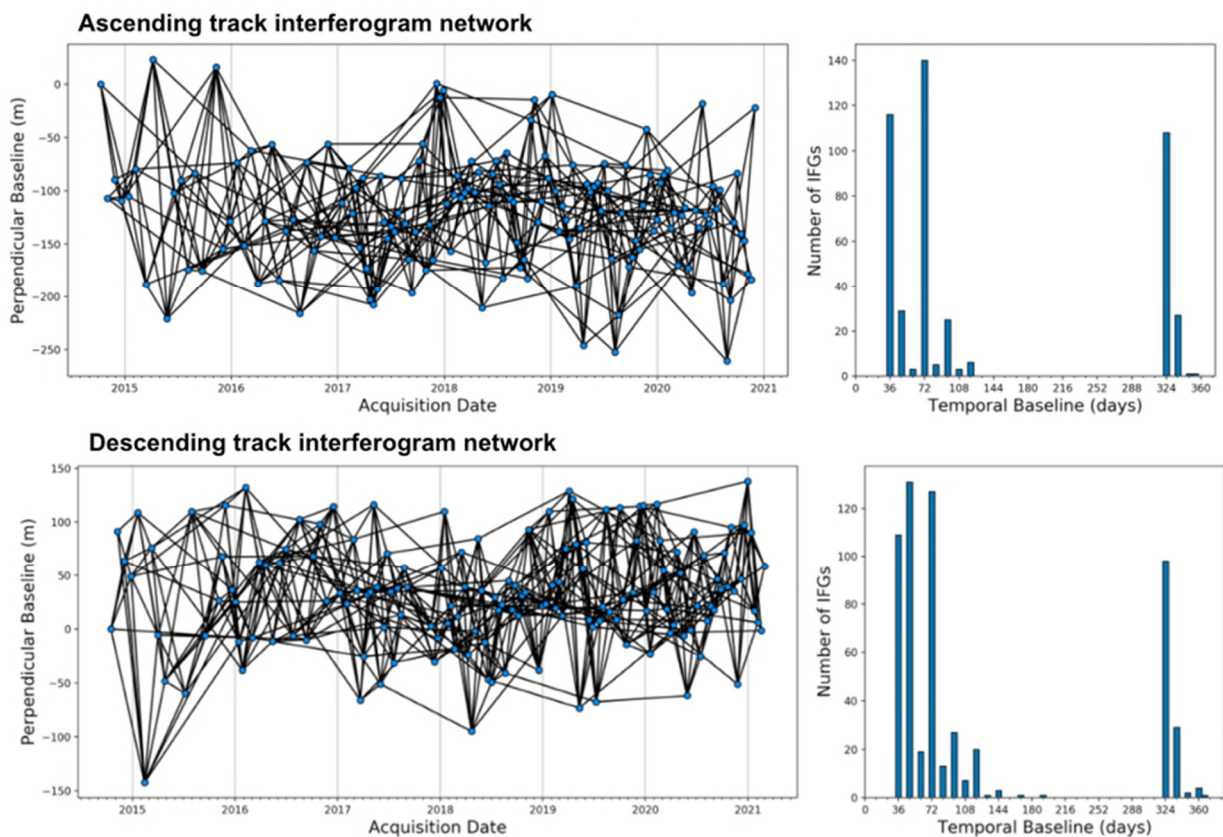 Ascending track interferogram network
Perpendicular Baseline (m)
0
−50
−100
−150
−200
−250
2015 2016 2017 2018 2019 2020 2021
Acquisition Date
Number of IFGs
140
120
100
80
60
40
20
0
0 36 72 108 144 180 216 252 288 324 360
Temporal Baseline (days)
Descending track interferogram network
Perpendicular Baseline (m)
150
100
50
0
−50
−100
−150
2015 2016 2017 2018 2019 2020 2021
Acquisition Date
Number of IFGs
120
100
80
60
40
20
0
0 36 72 108 144 180 216 252 288 324 360
Temporal Baseline (days)